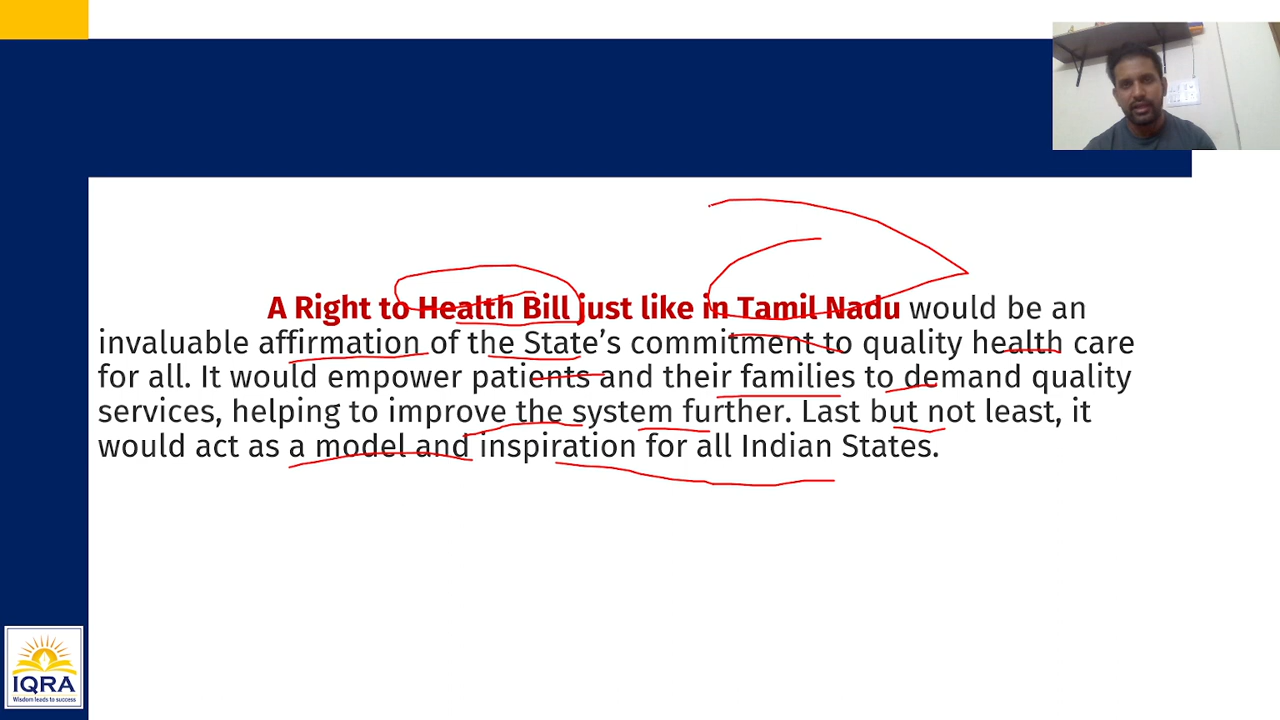 A Right to Health Bill just like in Tamil Nadu would be an
invaluable affirmation of the State’s commitment to quality health care
for all. It would empower patients and their families to demand quality
services, helping to improve the system further. Last but not least, it
would act as a model and inspiration for all Indian States.
IQRA
Wisdom leads to success